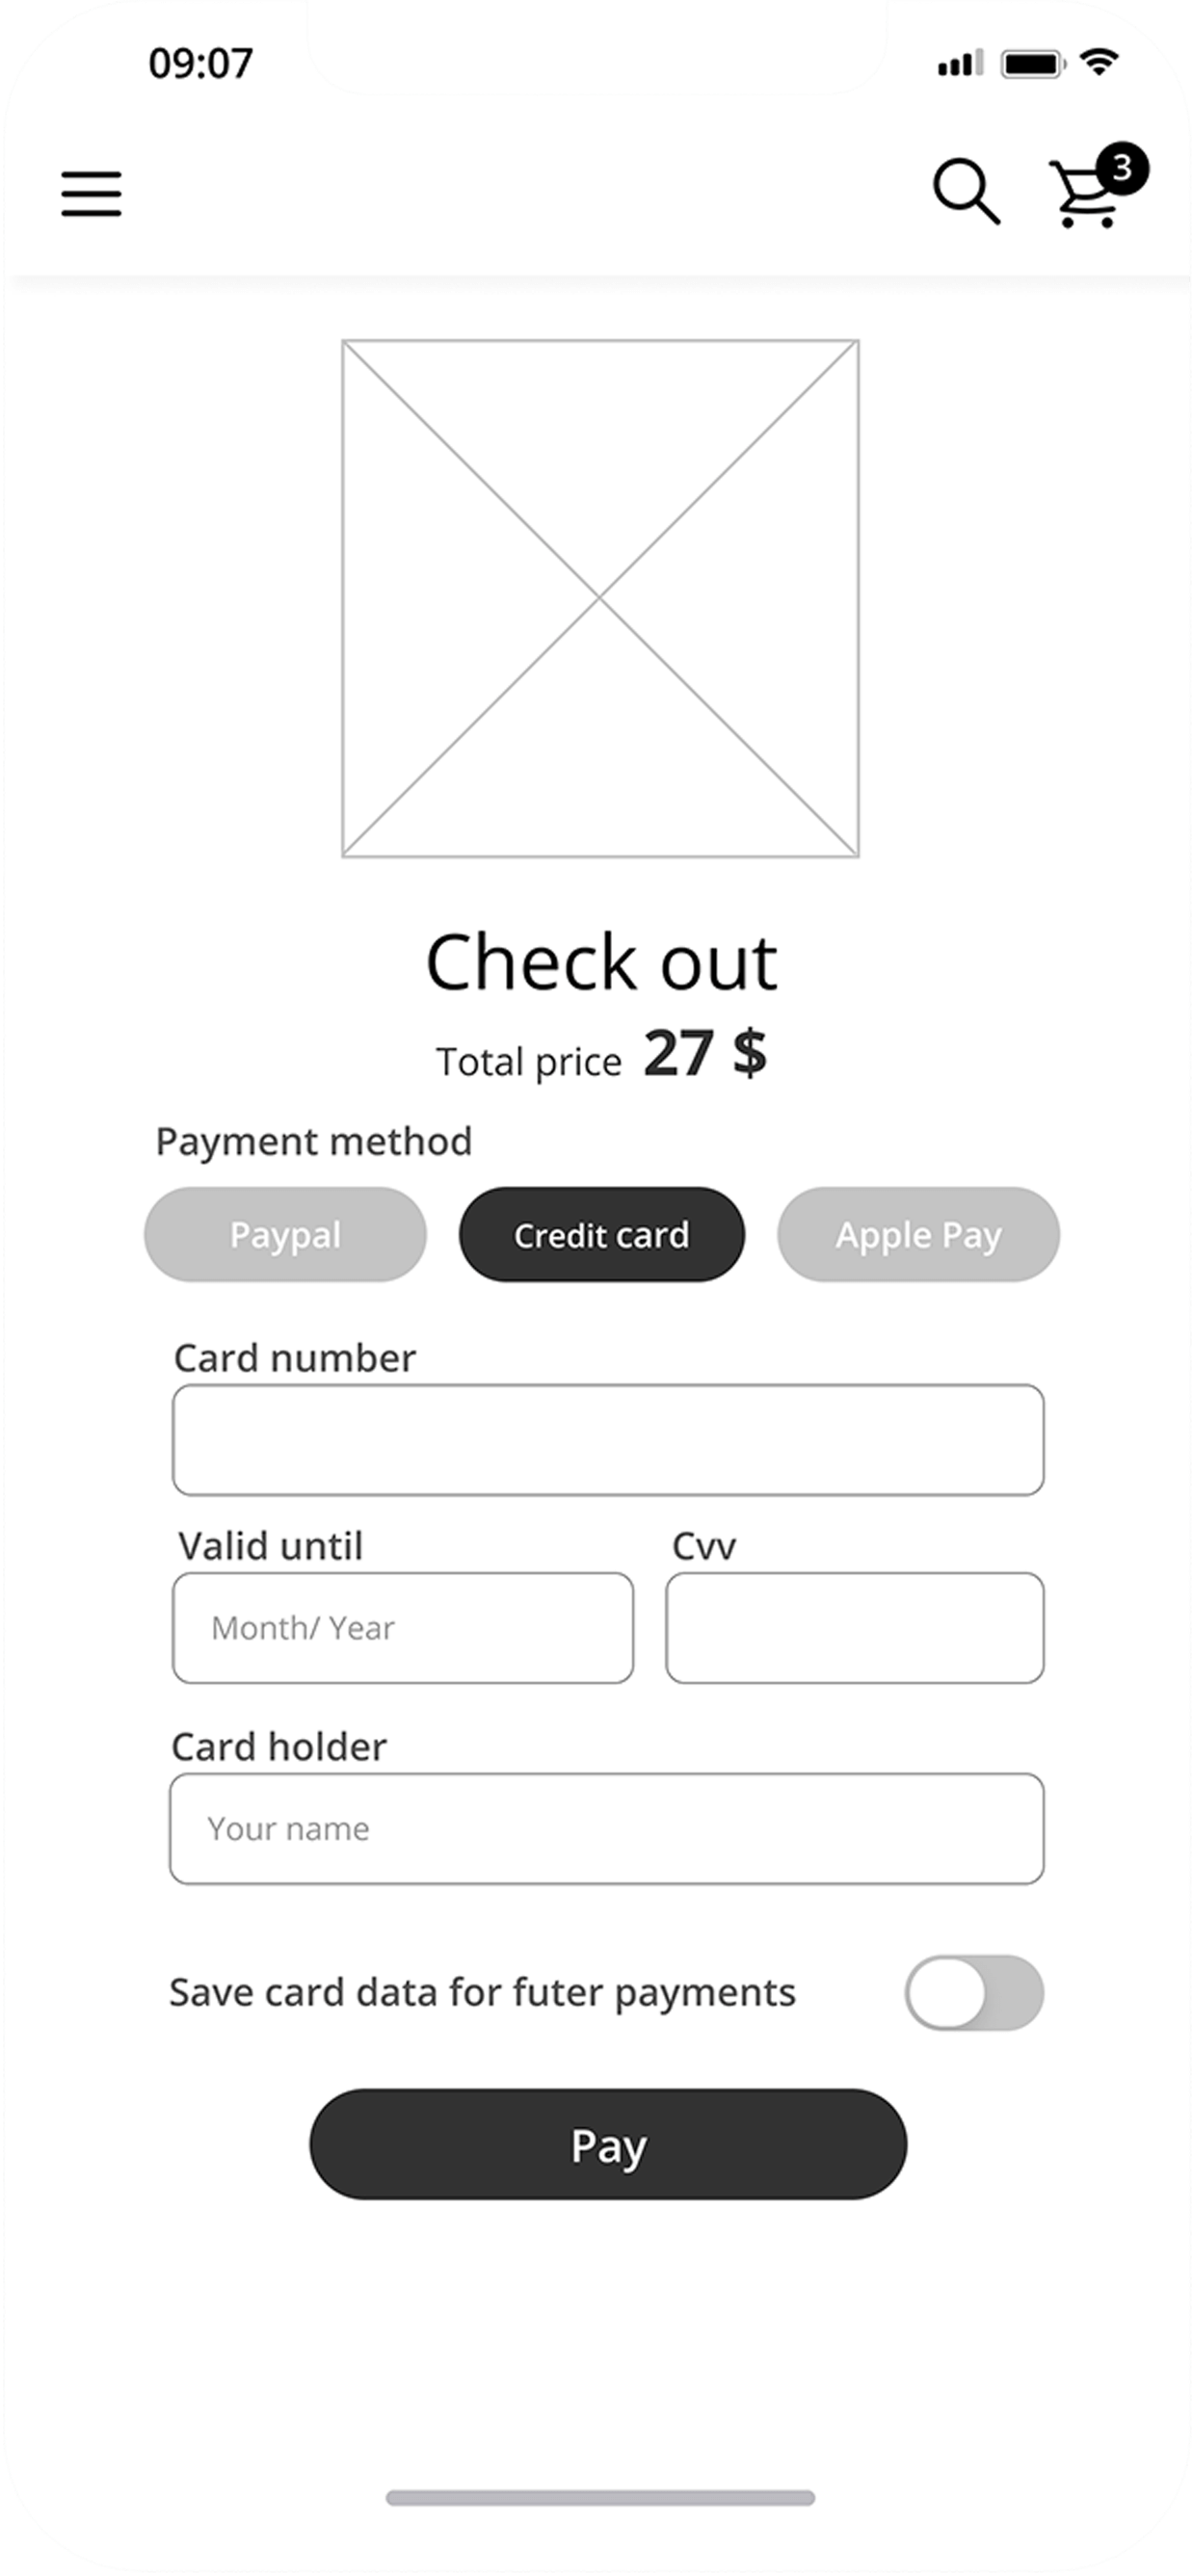 09:07
3
Check out
Total price 27 $
Payment method
Paypal Credit card Apple Pay
Card number
Valid until Cvv
Month/ Year
Card holder
Your name
Save card data for futer payments
Pay